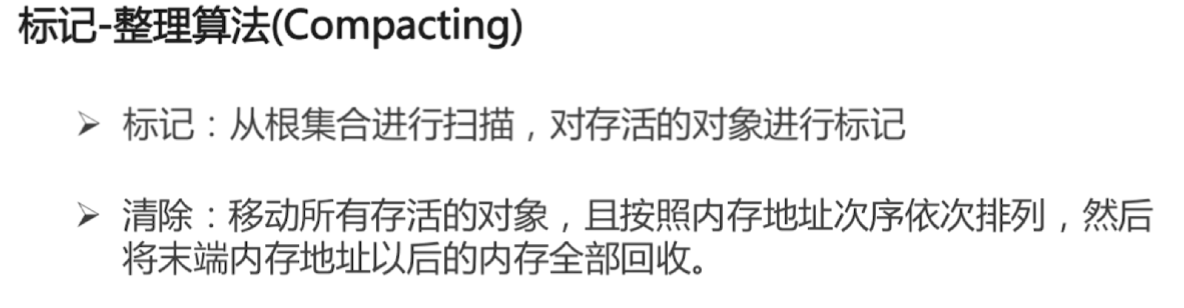 标记-整理算法(Compacting)
➢ 标记：从根集合进行扫描，对存活的对象进行标记
➢ 清除：移动所有存活的对象，且按照内存地址次序依次排列，然后
将末端内存地址以后的内存全部回收。